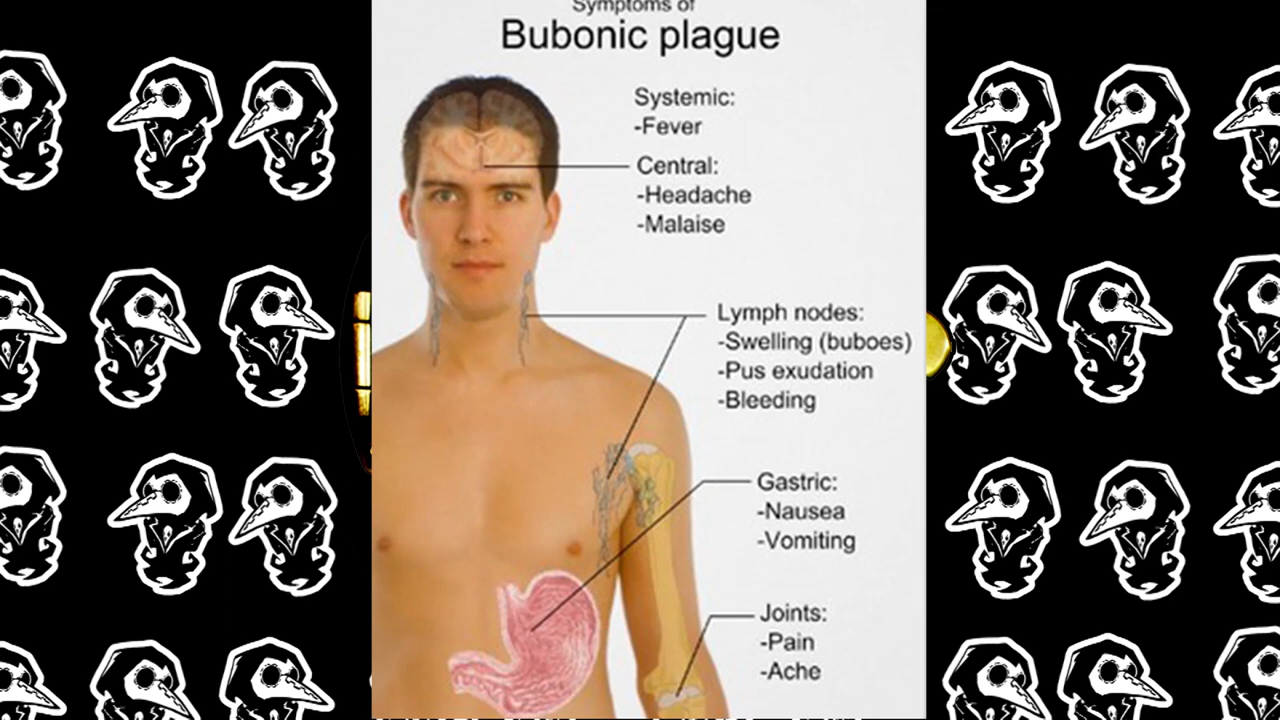 Symptoms of
Bubonic plague
Systemic:
-Fever
Central:
-Headache
-Malaise
Lymph nodes:
-Swelling (buboes)
-Pus exudation
-Bleeding
Gastric:
-Nausea
-Vomiting
Joints:
-Pain
-Ache